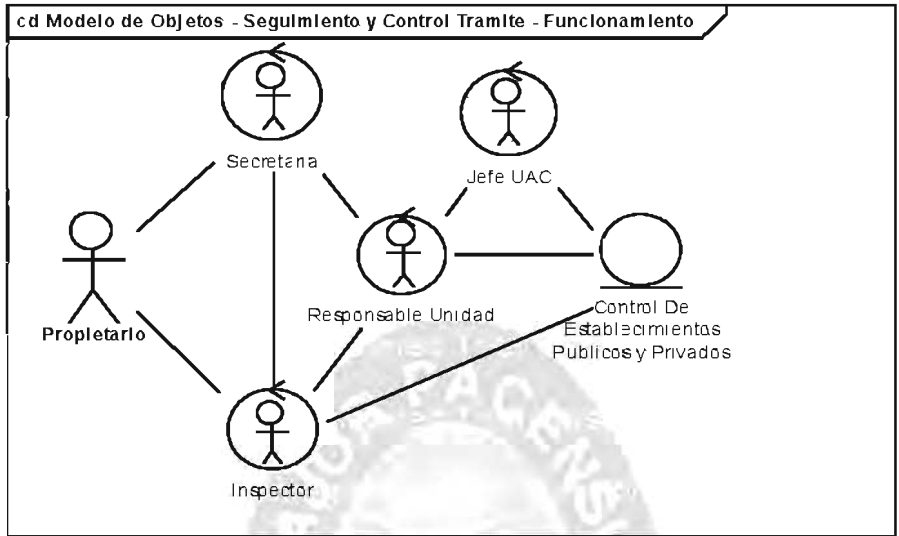 cd Modelo de Objetos - Seguimiento y Control Tramite - Funcionamiento
Secretaria
Jefe UAC
Propietario
Responsable Unidad
Control De
Establecimientos
Publicos y Privados
Inspector
PACENS